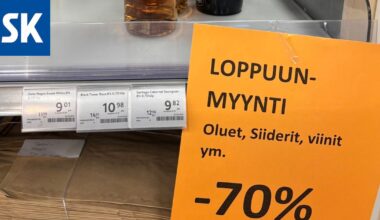 SK
9.01
10.98
9.82
LOPPUUN-
MYYNTI
Oluet, Siiderit, viinit
ym.
-70%